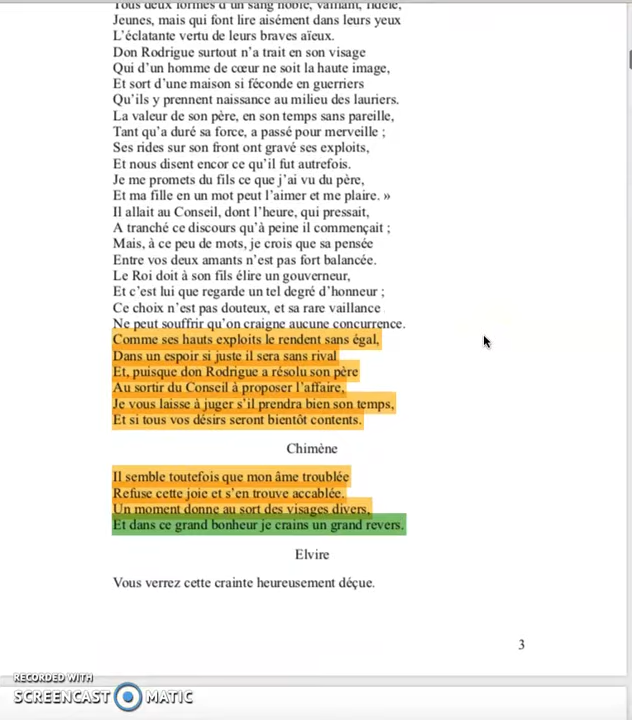 Tous deux formés d'un sang noble, vaillant, fidèle,
Jeunes, mais qui font lire aisément dans leurs yeux
L'éclatante vertu de leurs braves aïeux.
Don Rodrigue surtout n'a trait en son visage
Qui d'un homme de cœur ne soit la haute image,
Et sort d'une maison si féconde en guerriers
Qu'ils y prennent naissance au milieu des lauriers.
La valeur de son père, en son temps sans pareille,
Tant qu'a duré sa force, a passé pour merveille ;
Ses rides sur son front ont gravé ses exploits,
Et nous disent encor ce qu'il fut autrefois.
Je me promets du fils ce que j'ai vu du père,
Et ma fille en un mot peut l'aimer et me plaire. »
Il allait au Conseil, dont l'heure, qui pressait,
A tranché ce discours qu'à peine il commençait ;
Mais, à ce peu de mots, je crois que sa pensée
Entre vos deux amants n'est pas fort balancée.
Le Roi doit à son fils élire un gouverneur,
Et c'est lui que regarde un tel degré d'honneur ;
Ce choix n'est pas douteux, et sa rare vaillance
Ne peut souffrir qu'on craigne aucune concurrence.
Comme ses hauts exploits le rendent sans égal,
Dans un espoir si juste il sera sans rival
Et, puisque don Rodrigue a résolu son père
Au sortir du Conseil à proposer l'affaire,
Je vous laisse à juger s'il prendra bien son temps,
Et si tous vos désirs seront bientôt contents.
Chimène
Il semble toutefois que mon âme troublée
Refuse cette joie et s'en trouve accablée.
Un moment donne au sort des visages divers,
Et dans ce grand bonheur je crains un grand revers.
Elvire
Vous verrez cette crainte heureusement déçue.
3
RECORDED WITH
SCREENCAST MATIC